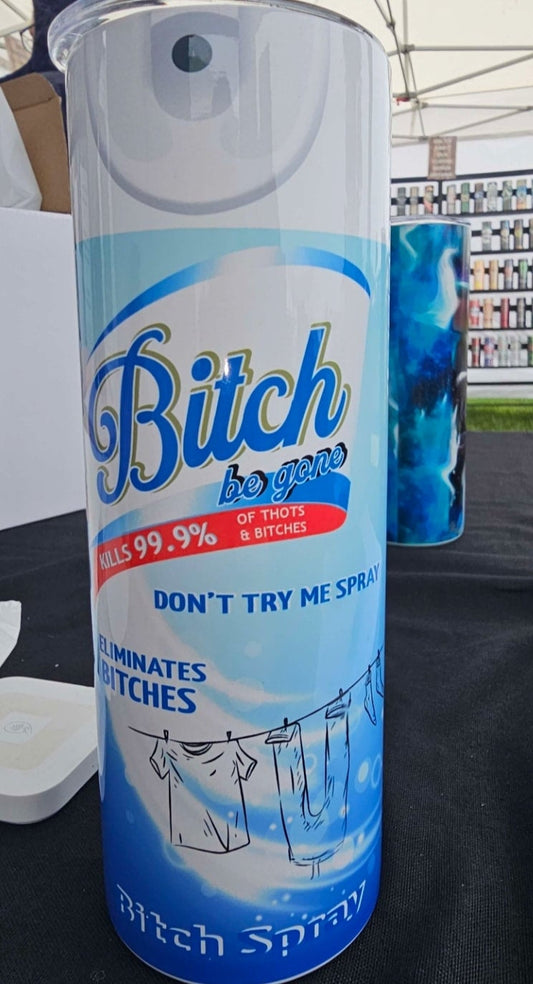 Bitch
be gone
KILLS 99.9% OF THOTS
& BITCHES
DON'T TRY ME SPRAY
ELIMINATES
BITCHES
Bitch Spray